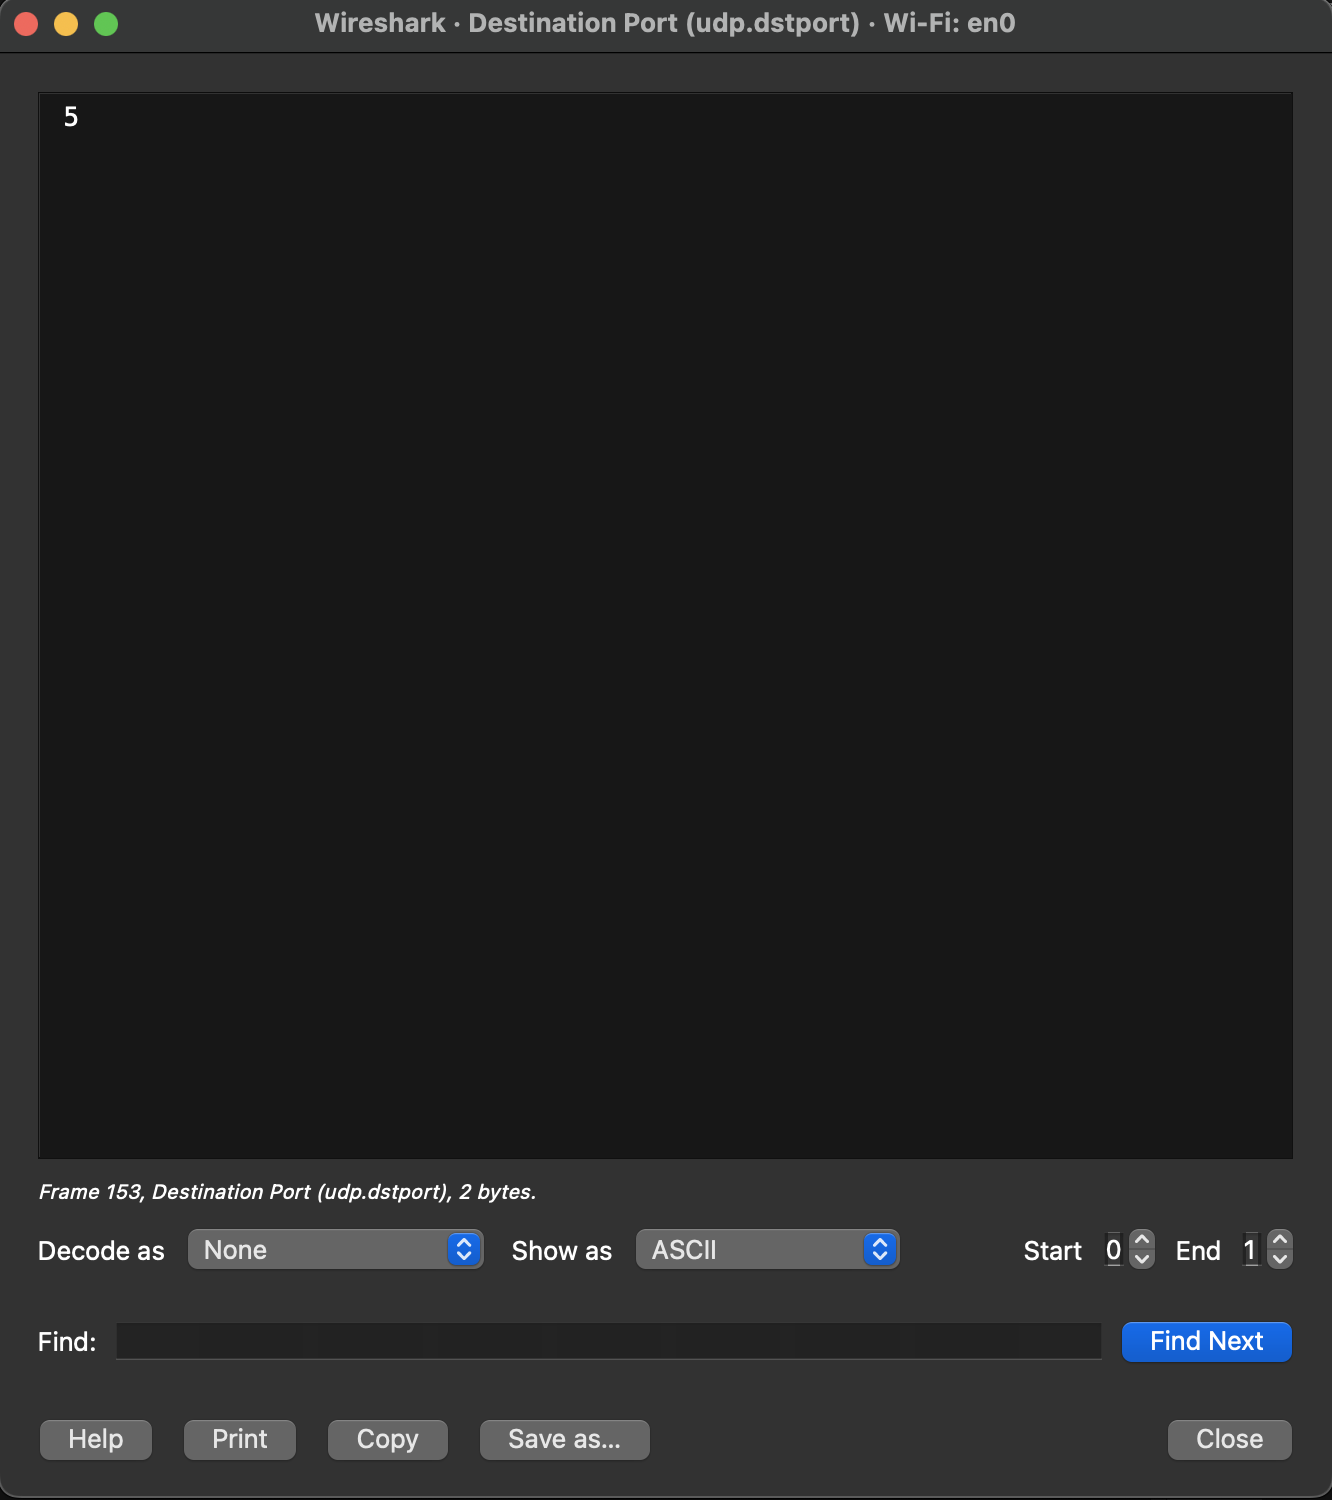 Wireshark · Destination Port (udp.dstport) · Wi-Fi: en0
5
Frame 153, Destination Port (udp.dstport), 2 bytes.
Decode as None Show as ASCII Start 0 End 1
Find: Find Next
Help Print Copy Save as... Close